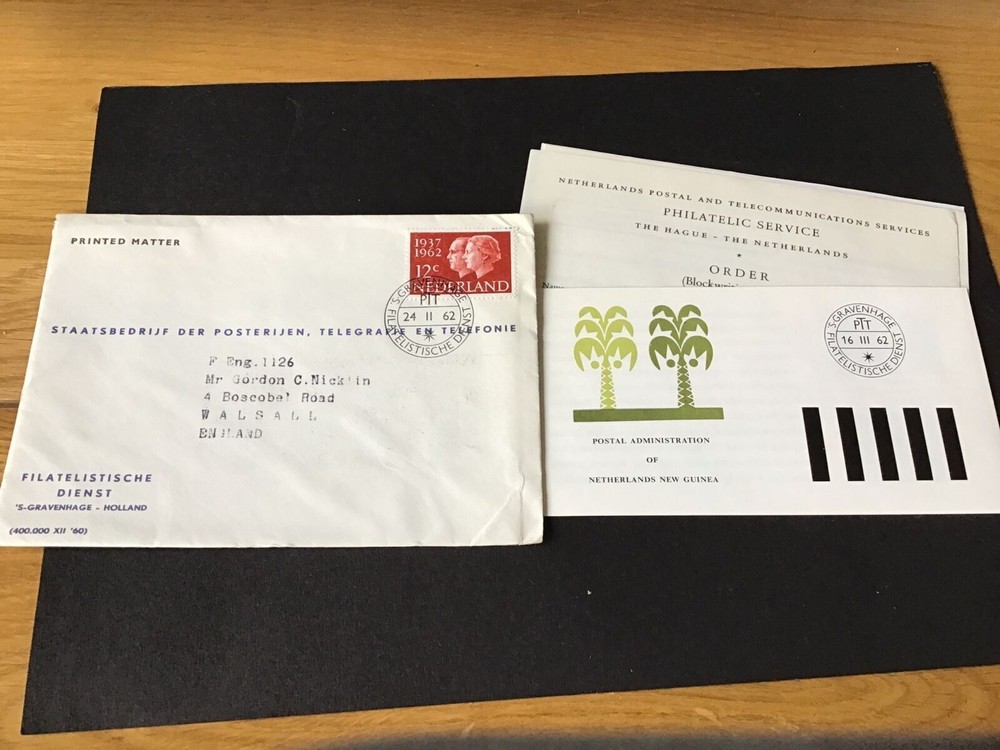 PRINTED MATTER
1937
1962
12c
NEDERLAND
'S-GRAVENHAGE
PTT
24 II 62
FILATELISTISCHE DIENST
STAATSBEDRIJF DER POSTERIJEN, TELEGRAFIE EN TELEFONIE
F Eng.1126
Mr Gordon C.Nicklin
4 Boscobel Road
WALSALL
ENGLAND
FILATELISTISCHE
DIENST
'S-GRAVENHAGE - HOLLAND
(400.000 XII '60)
NETHERLANDS POSTAL AND TELECOMMUNICATIONS SERVICES
PHILATELIC SERVICE
THE HAGUE - THE NETHERLANDS
*
ORDER
Name
'S-GRAVENHAGE
PTT
16 III 62
FILATELISTISCHE DIENST
POSTAL ADMINISTRATION
OF
NETHERLANDS NEW GUINEA